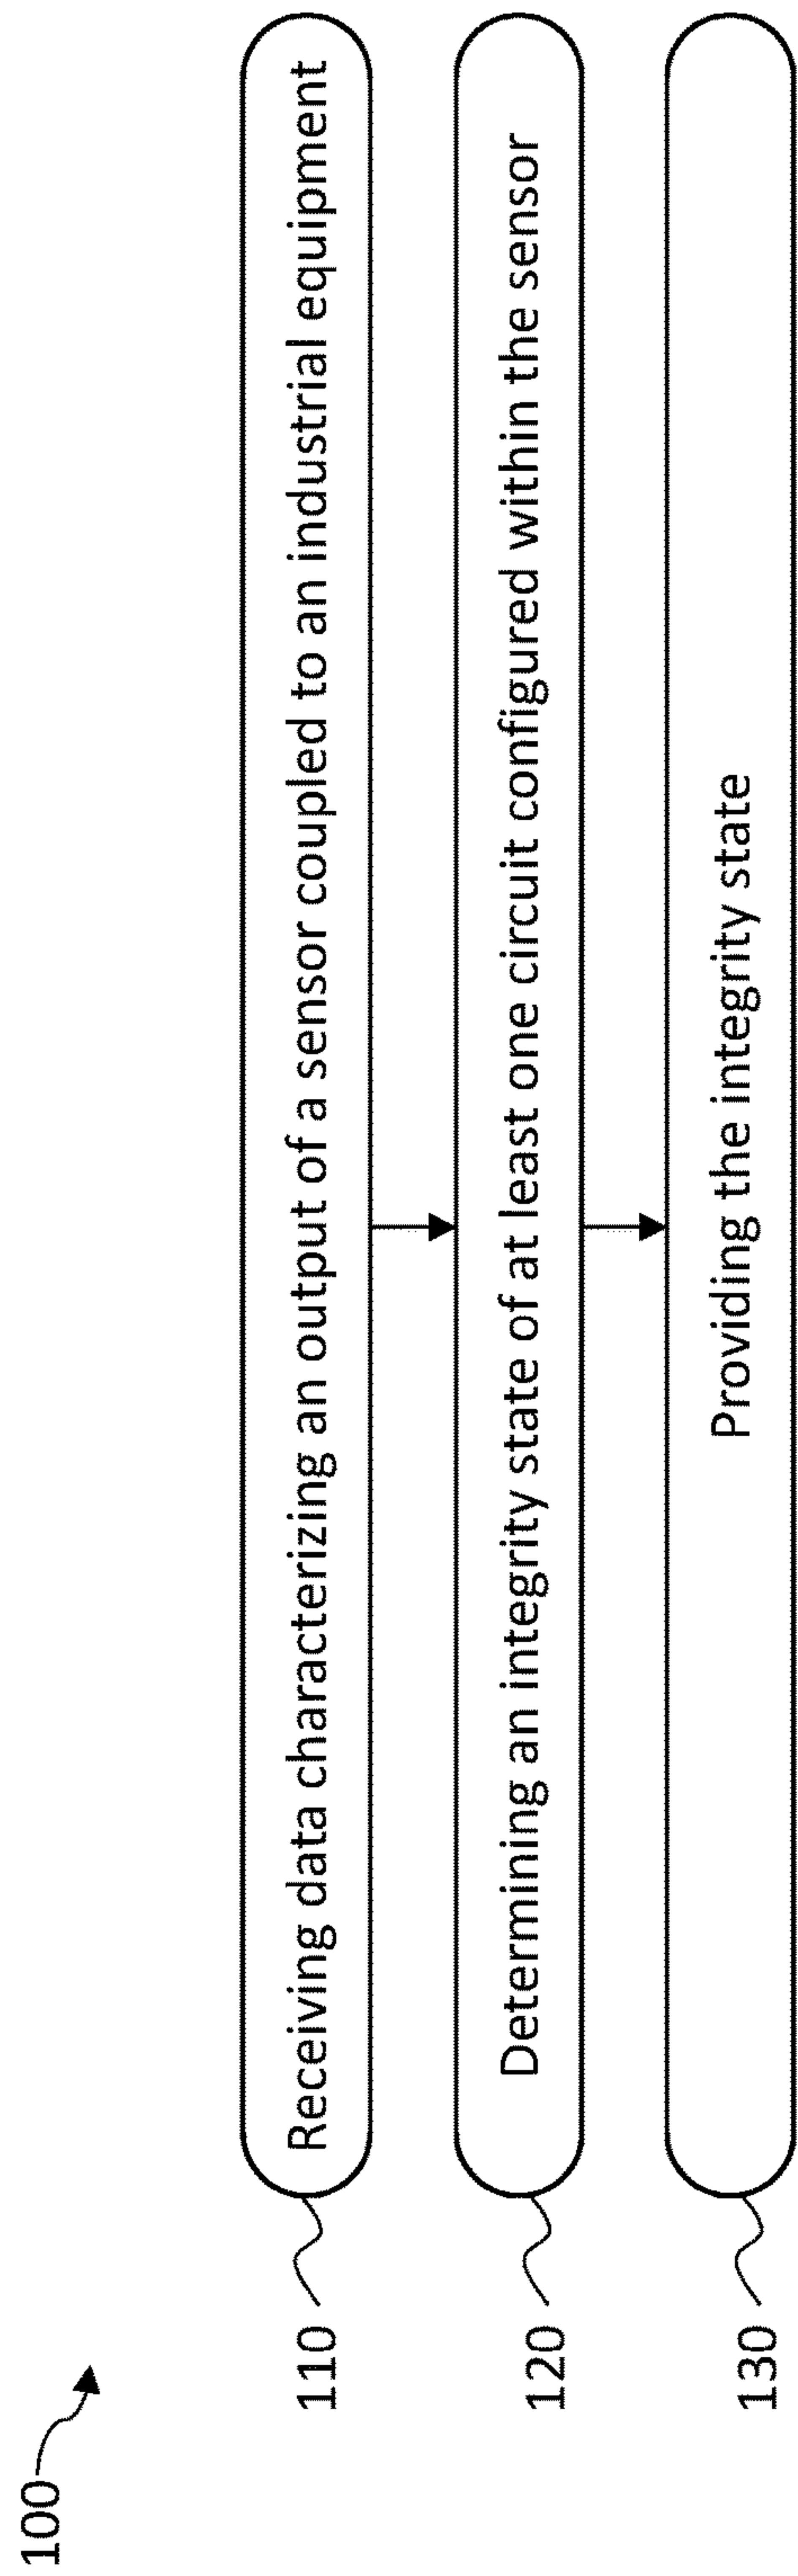 100
110
Receiving data characterizing an output of a sensor coupled to an industrial equipment
120
Determining an integrity state of at least one circuit configured within the sensor
130
Providing the integrity state